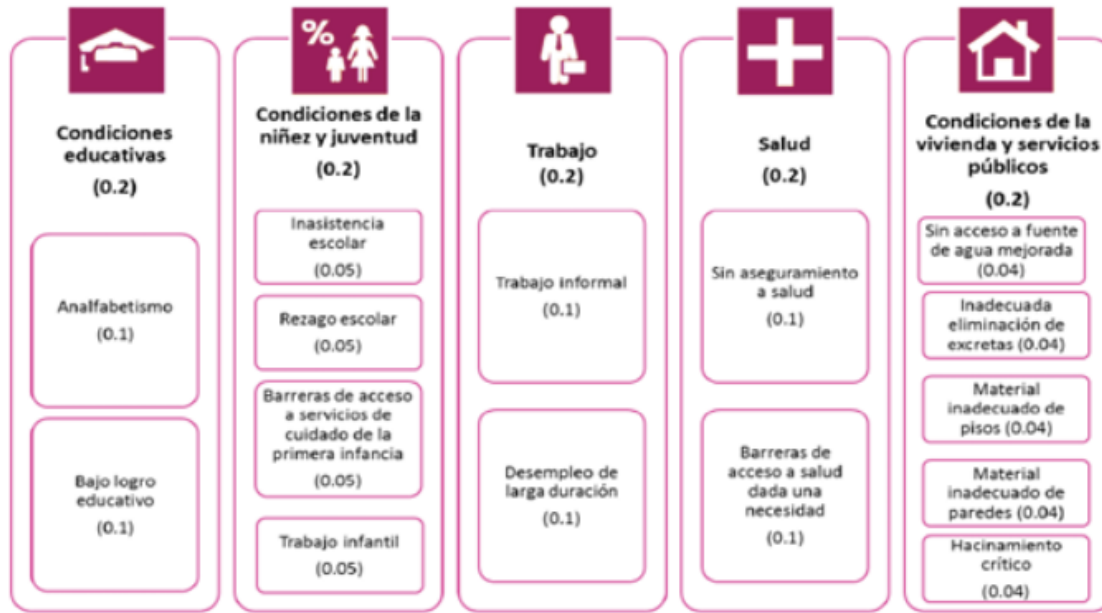 Condiciones
educativas
(0.2)
Analfabetismo
(0.1)
Bajo logro
educativo
(0.1)
%
Condiciones de la
niñez y juventud
(0.2)
Inasistencia
escolar
(0.05)
Rezago escolar
(0.05)
Barreras de acceso
a servicios de
cuidado de la
primera infancia
(0.05)
Trabajo infantil
(0.05)
Trabajo
(0.2)
Trabajo informal
(0.1)
Desempleo de
larga duración
(0.1)
Salud
(0.2)
Sin aseguramiento
a salud
(0.1)
Barreras de
acceso a salud
dada una
necesidad
(0.1)
Condiciones de la
vivienda y servicios
públicos
(0.2)
Sin acceso a fuente
de agua mejorada
(0.04)
Inadecuada
eliminación de
excretas (0.04)
Material
inadecuado de
pisos (0.04)
Material
inadecuado de
paredes (0.04)
Hacinamiento
crítico
(0.04)